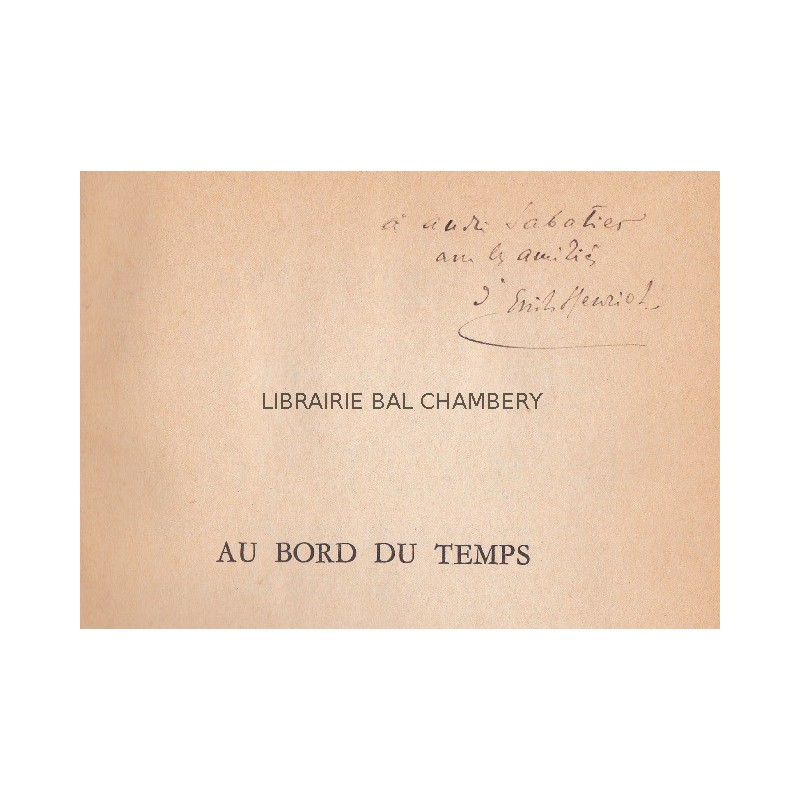 à André Sabatier
avec les amitiés
d'Emile Henriot
LIBRAIRIE BAL CHAMBERY
AU BORD DU TEMPS